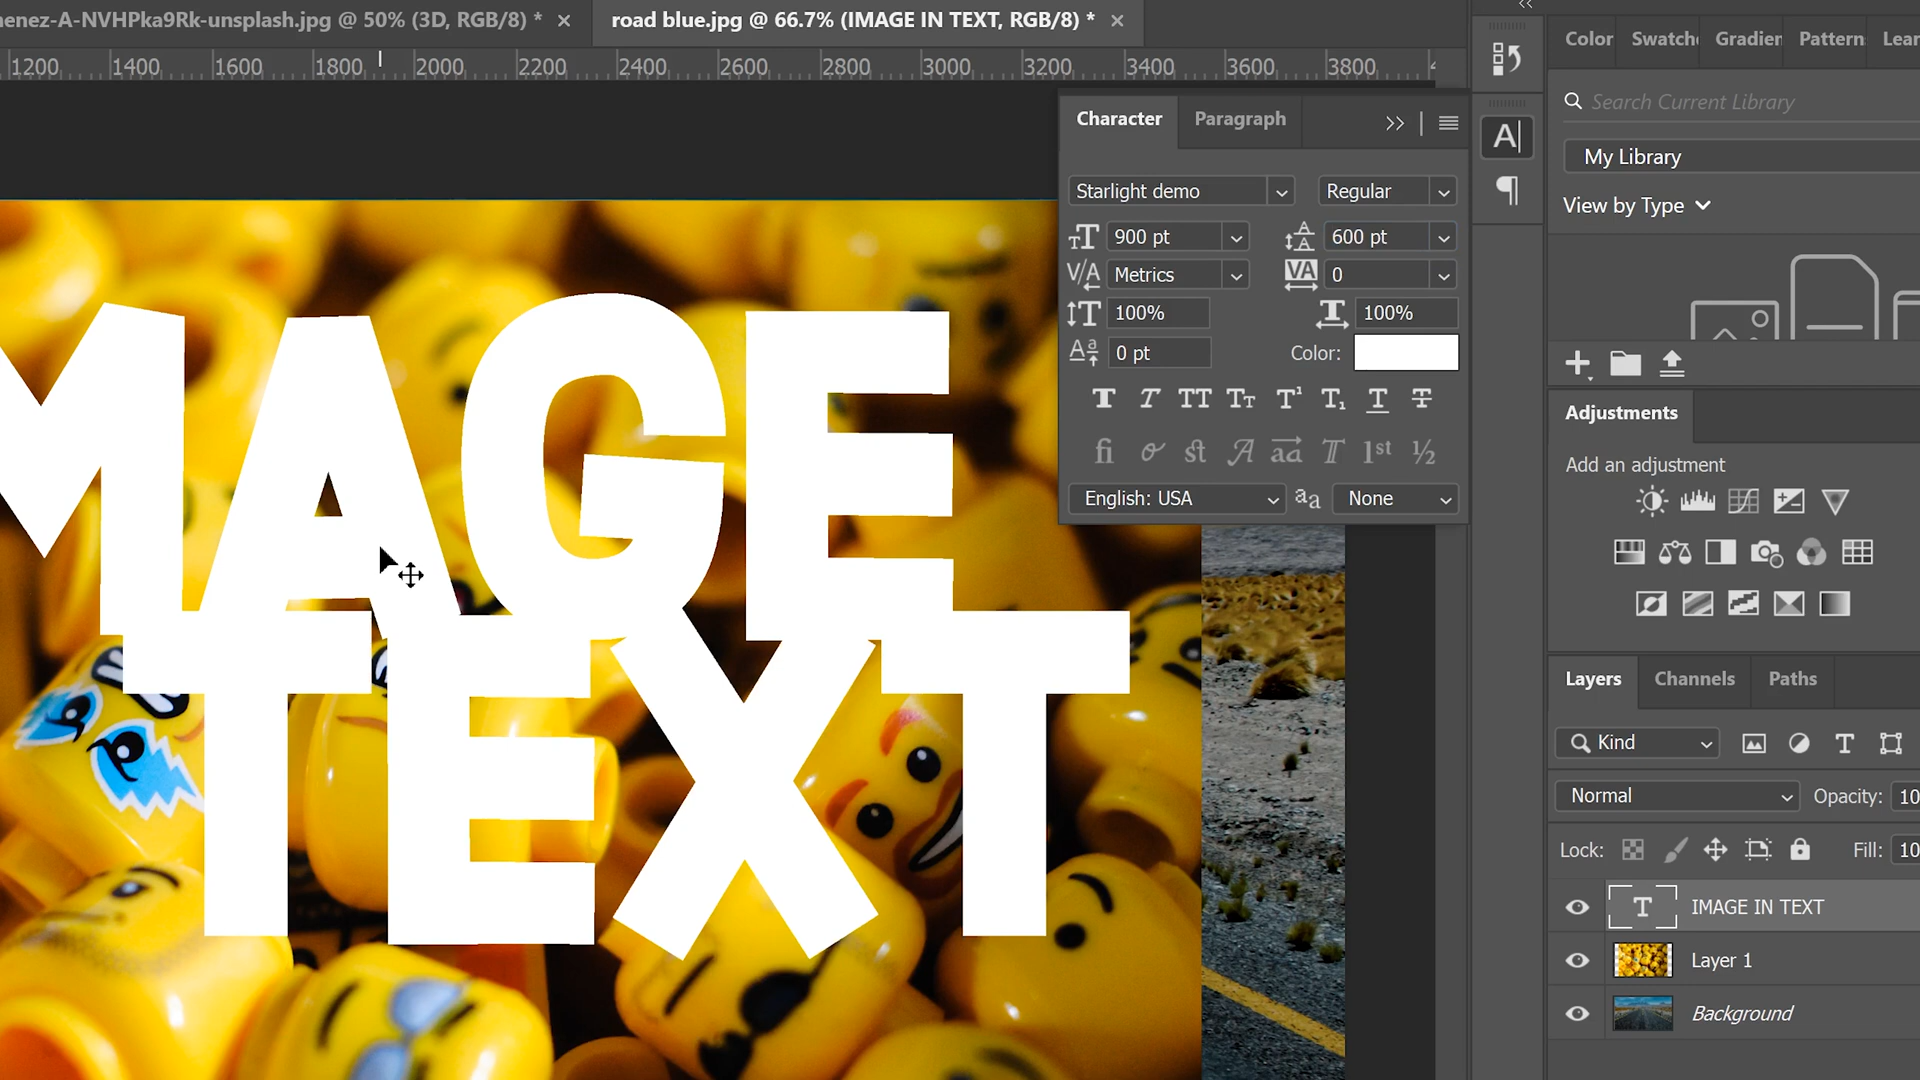 nenez-A-NVHPka9Rk-unsplash.jpg @ 50% (3D, RGB/8) *
road blue.jpg @ 66.7% (IMAGE IN TEXT, RGB/8) *
1200 1400 1600 1800 2000 2200 2400 2600 2800 3000 3200 3400 3600 3800
Color Swatch Gradien Pattern Lear
Character Paragraph
Search Current Library
My Library
Starlight demo Regular
View by Type
900 pt 600 pt
Metrics 0
100% 100%
0 pt Color:
English: USA None
MAGE
TEXT
Adjustments
Add an adjustment
Layers Channels Paths
Kind
Normal Opacity: 10
Lock: Fill: 10
IMAGE IN TEXT
Layer 1
Background